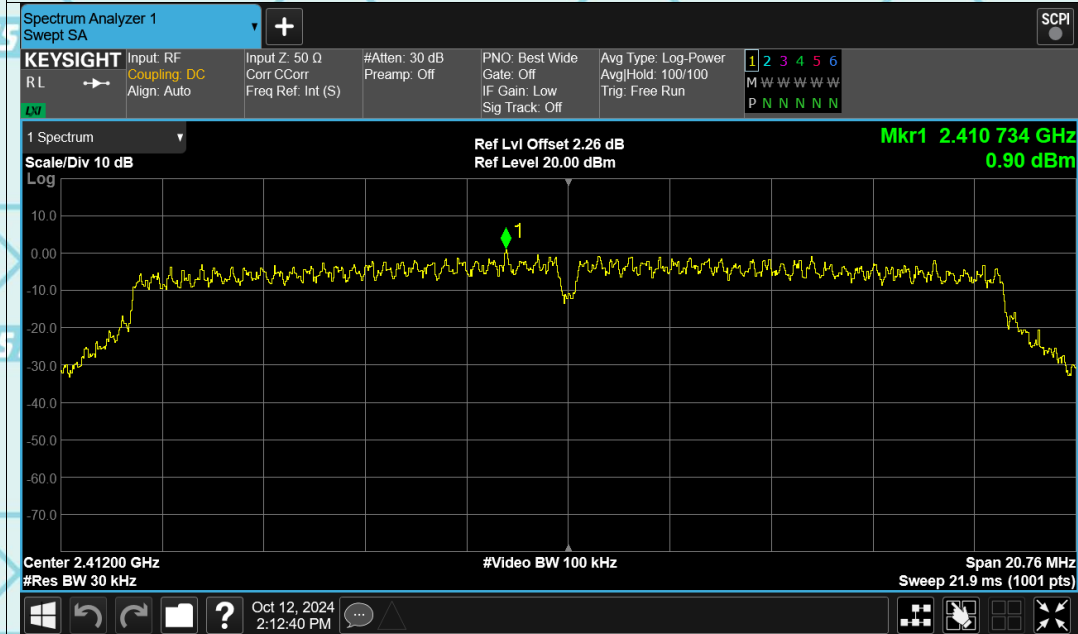 Spectrum Analyzer 1
Swept SA
+
SCPI
KEYSIGHT
R L
LXI
Input: RF
Coupling: DC
Align: Auto
Input Z: 50 Ω
Corr CCorr
Freq Ref: Int (S)
#Atten: 30 dB
Preamp: Off
PNO: Best Wide
Gate: Off
IF Gain: Low
Sig Track: Off
Avg Type: Log-Power
Avg|Hold: 100/100
Trig: Free Run
1 2 3 4 5 6
M W W W W W
P N N N N N
1 Spectrum
Scale/Div 10 dB
Log
Ref Lvl Offset 2.26 dB
Ref Level 20.00 dBm
Mkr1 2.410 734 GHz
0.90 dBm
1
10.0
0.00
-10.0
-20.0
-30.0
-40.0
-50.0
-60.0
-70.0
Center 2.41200 GHz
#Res BW 30 kHz
#Video BW 100 kHz
Span 20.76 MHz
Sweep 21.9 ms (1001 pts)
?
Oct 12, 2024
2:12:40 PM